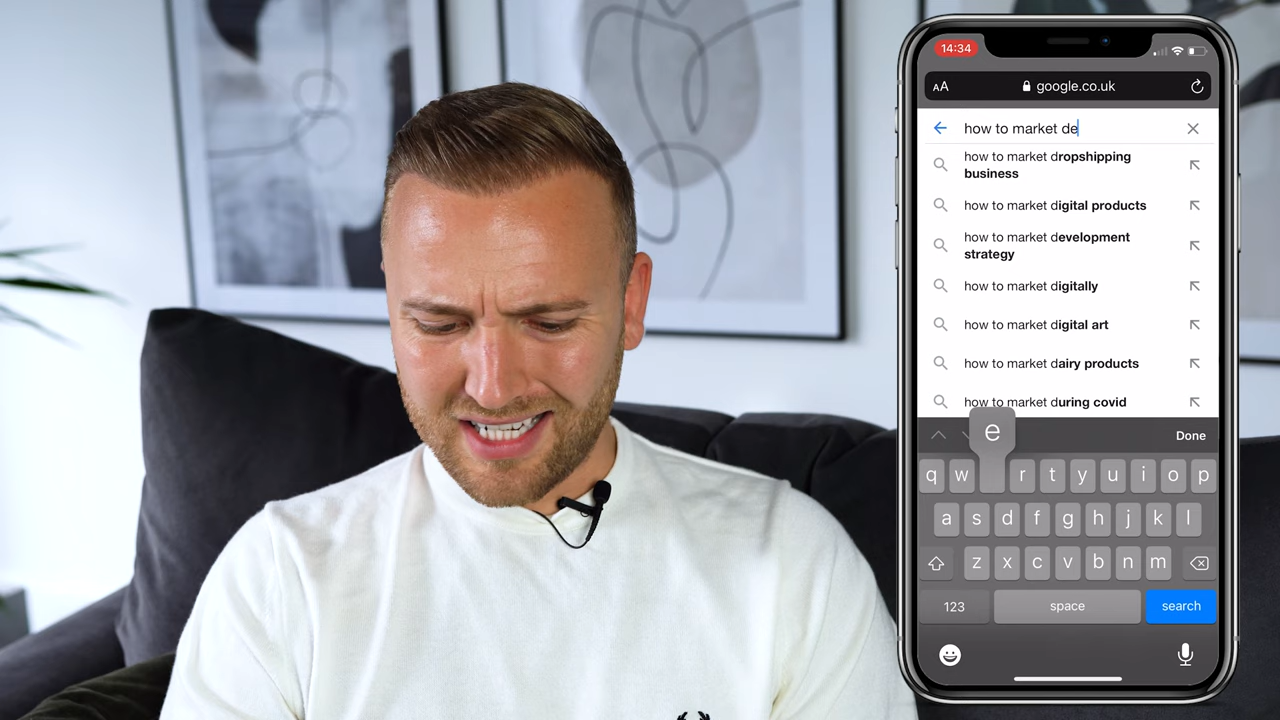 14:34
AA google.co.uk
how to market de
how to market dropshipping
business
how to market digital products
how to market development
strategy
how to market digitally
how to market digital art
how to market dairy products
how to market during covid
e
Done
q w r t y u i o p
a s d f g h j k l
z x c v b n m
123 space search